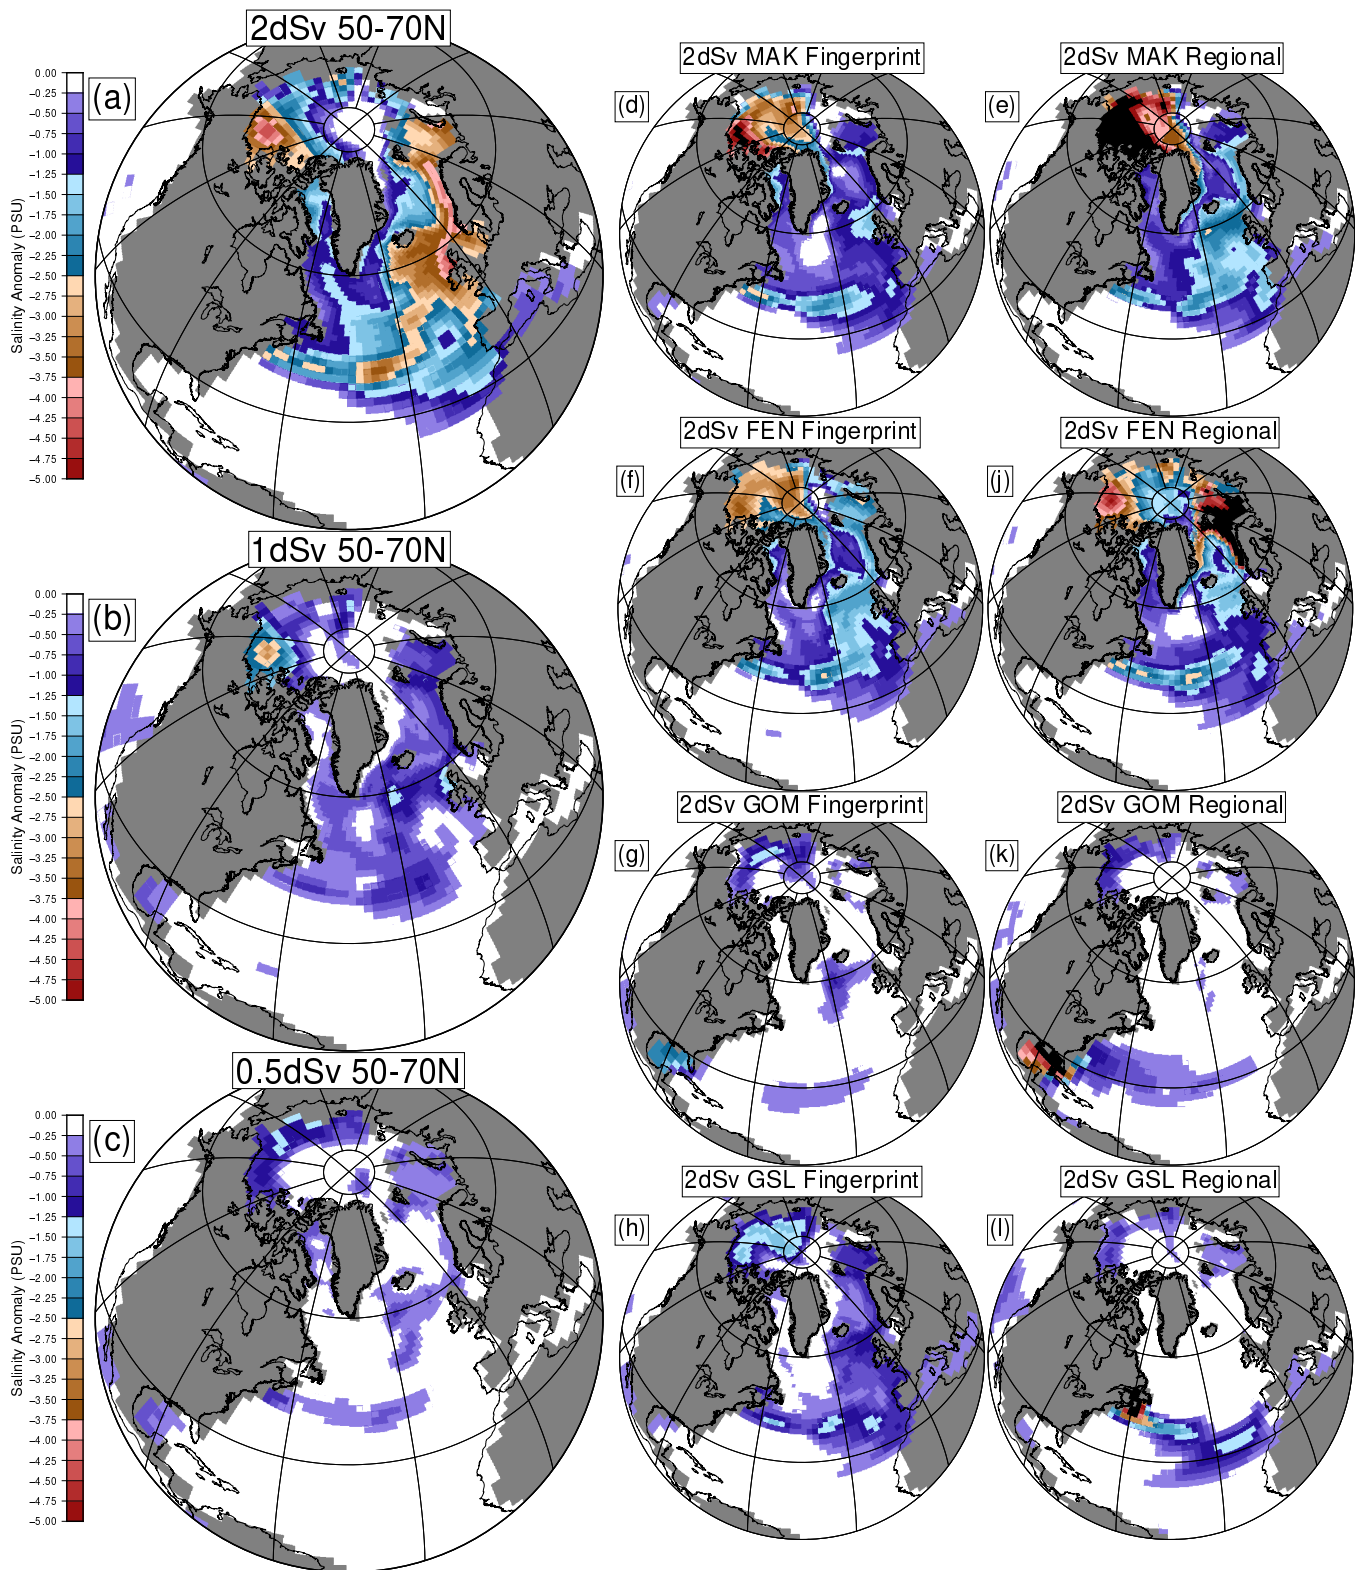 2dSv 50-70N
(a)
0.00
−0.25
−0.50
−0.75
−1.00
−1.25
−1.50
−1.75
−2.00
−2.25
−2.50
−2.75
−3.00
−3.25
−3.50
−3.75
−4.00
−4.25
−4.50
−4.75
−5.00
Salinity Anomaly (PSU)
1dSv 50-70N
(b)
0.00
−0.25
−0.50
−0.75
−1.00
−1.25
−1.50
−1.75
−2.00
−2.25
−2.50
−2.75
−3.00
−3.25
−3.50
−3.75
−4.00
−4.25
−4.50
−4.75
−5.00
Salinity Anomaly (PSU)
0.5dSv 50-70N
(c)
0.00
−0.25
−0.50
−0.75
−1.00
−1.25
−1.50
−1.75
−2.00
−2.25
−2.50
−2.75
−3.00
−3.25
−3.50
−3.75
−4.00
−4.25
−4.50
−4.75
−5.00
Salinity Anomaly (PSU)
2dSv MAK Fingerprint
(d)
2dSv MAK Regional
(e)
2dSv FEN Fingerprint
(f)
2dSv FEN Regional
(j)
2dSv GOM Fingerprint
(g)
2dSv GOM Regional
(k)
2dSv GSL Fingerprint
(h)
2dSv GSL Regional
(l)